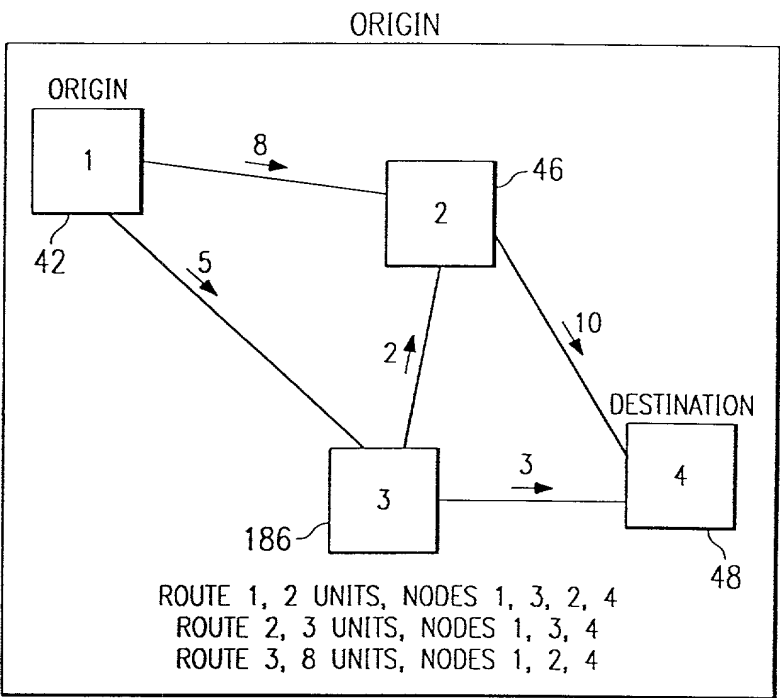 ORIGIN
ORIGIN
1
8
2
46
42
5
2
10
DESTINATION
3
3
4
186
48
ROUTE 1, 2 UNITS, NODES 1, 3, 2, 4
ROUTE 2, 3 UNITS, NODES 1, 3, 4
ROUTE 3, 8 UNITS, NODES 1, 2, 4